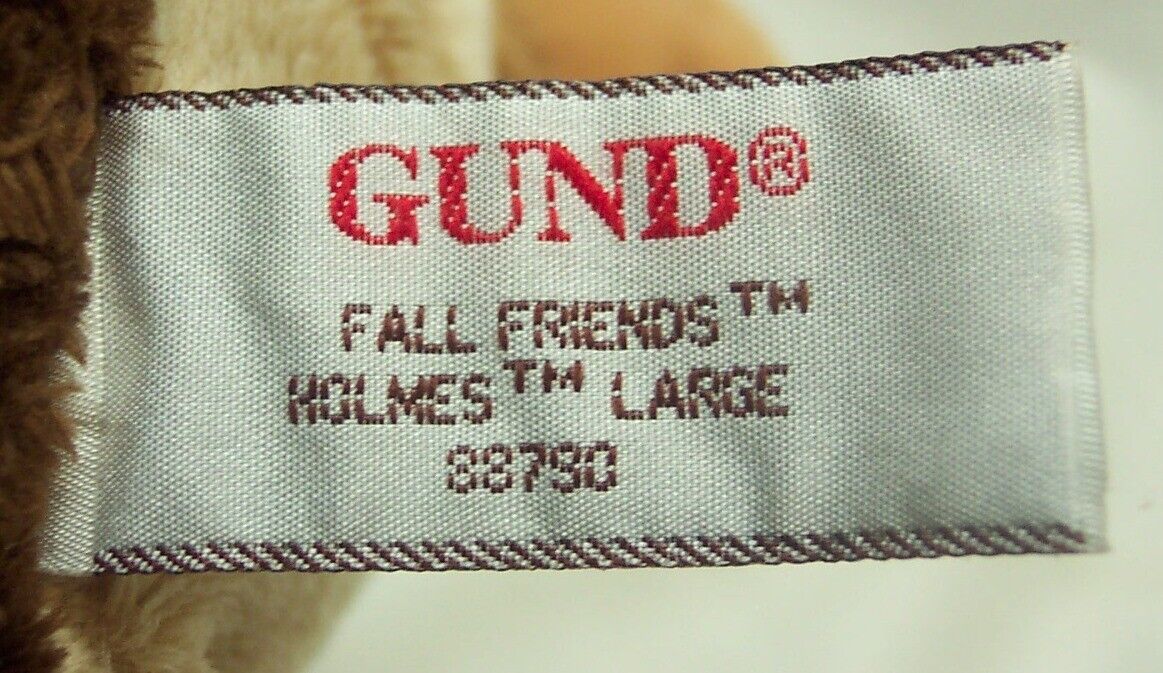 GUND®
FALL FRIENDS™
HOLMES™ LARGE
88790